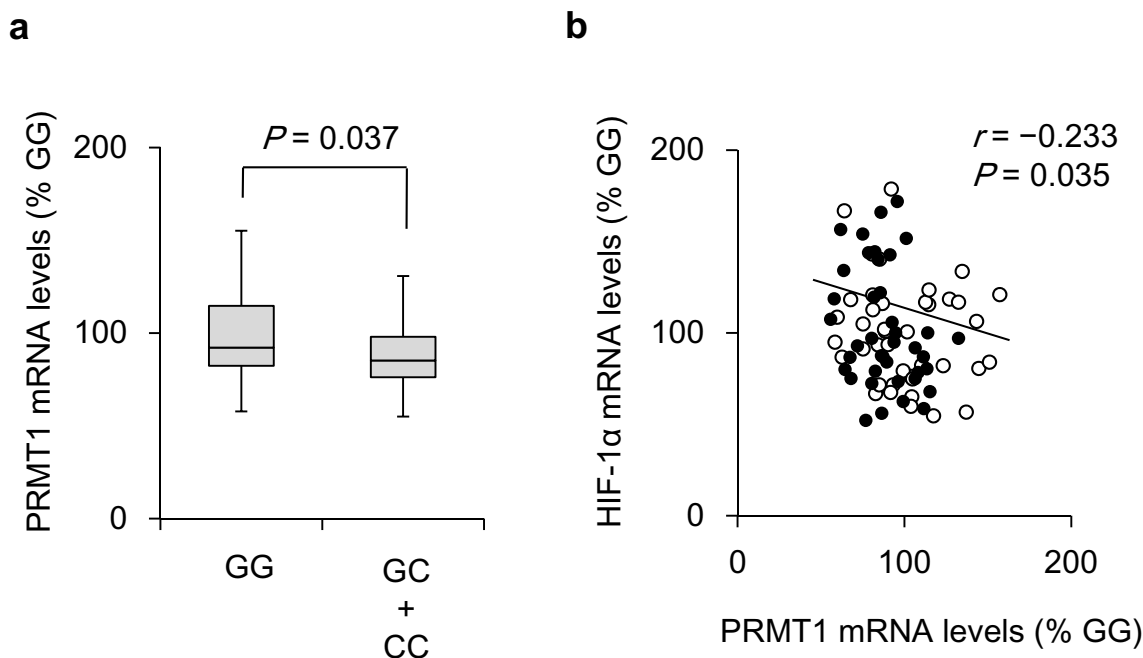 a
PRMT1 mRNA levels (% GG)
200
100
0
P = 0.037
GG
GC
+
CC
b
HIF-1α mRNA levels (% GG)
200
100
0
r = −0.233
P = 0.035
0
100
200
PRMT1 mRNA levels (% GG)